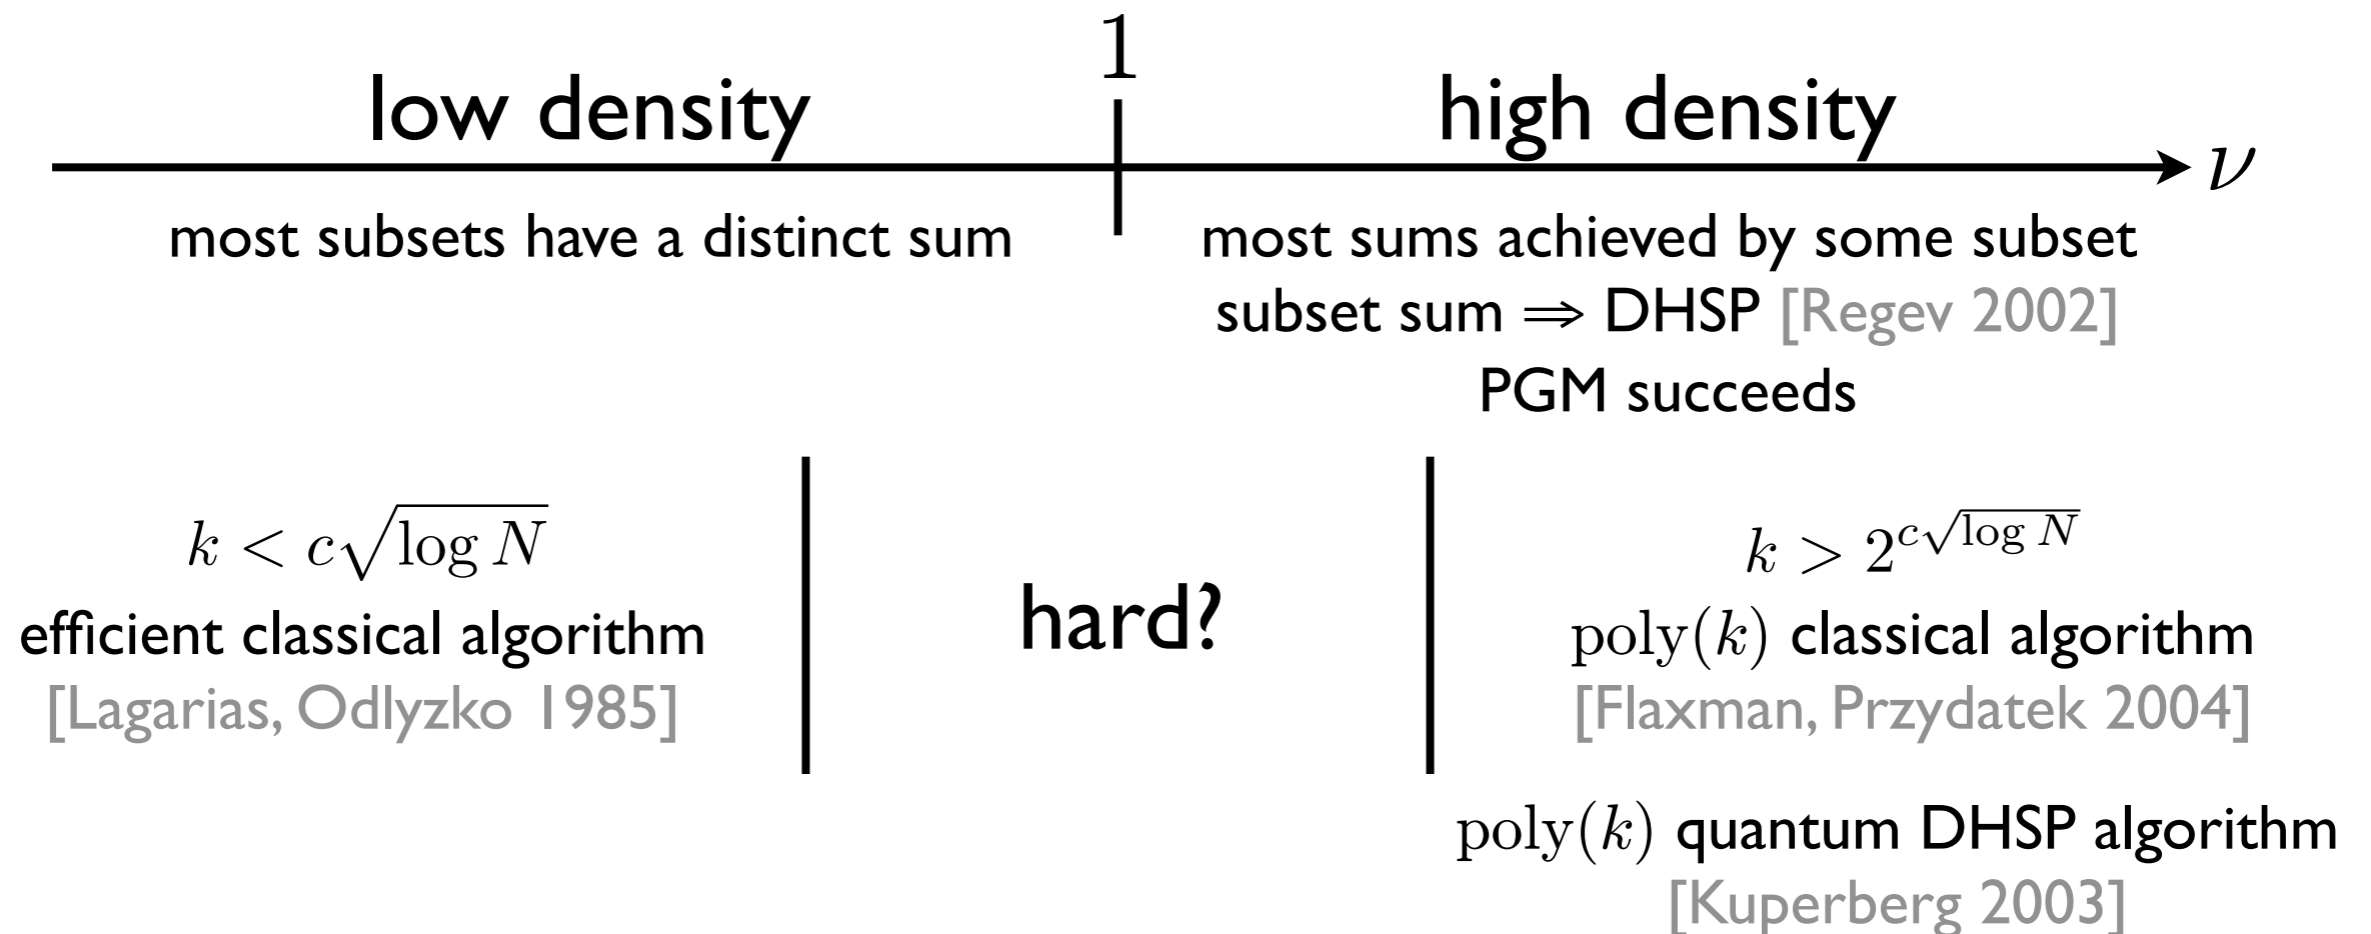 1
low density
high density
ν
most subsets have a distinct sum
most sums achieved by some subset
subset sum ⇒ DHSP [Regev 2002]
PGM succeeds
k < c√log N
efficient classical algorithm
[Lagarias, Odlyzko 1985]
hard?
k > 2^{c√log N}
poly(k) classical algorithm
[Flaxman, Przydatek 2004]
poly(k) quantum DHSP algorithm
[Kuperberg 2003]